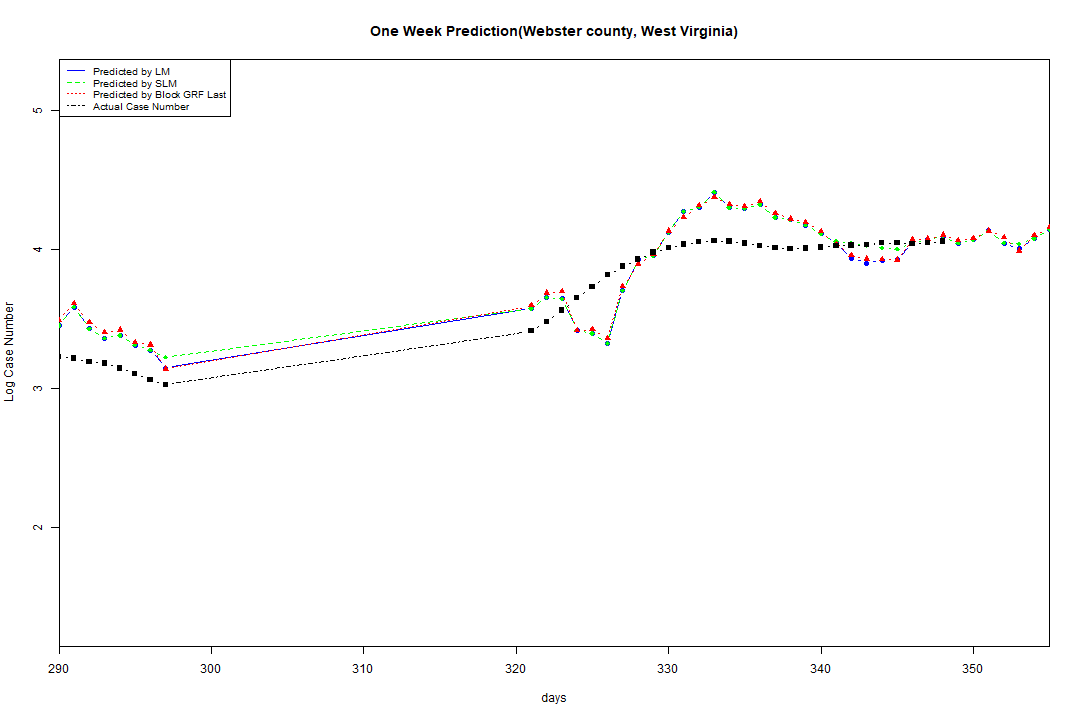 One Week Prediction(Webster county, West Virginia)
Predicted by LM
Predicted by SLM
Predicted by Block GRF Last
Actual Case Number
5
4
3
2
Log Case Number
290 300 310 320 330 340 350
days